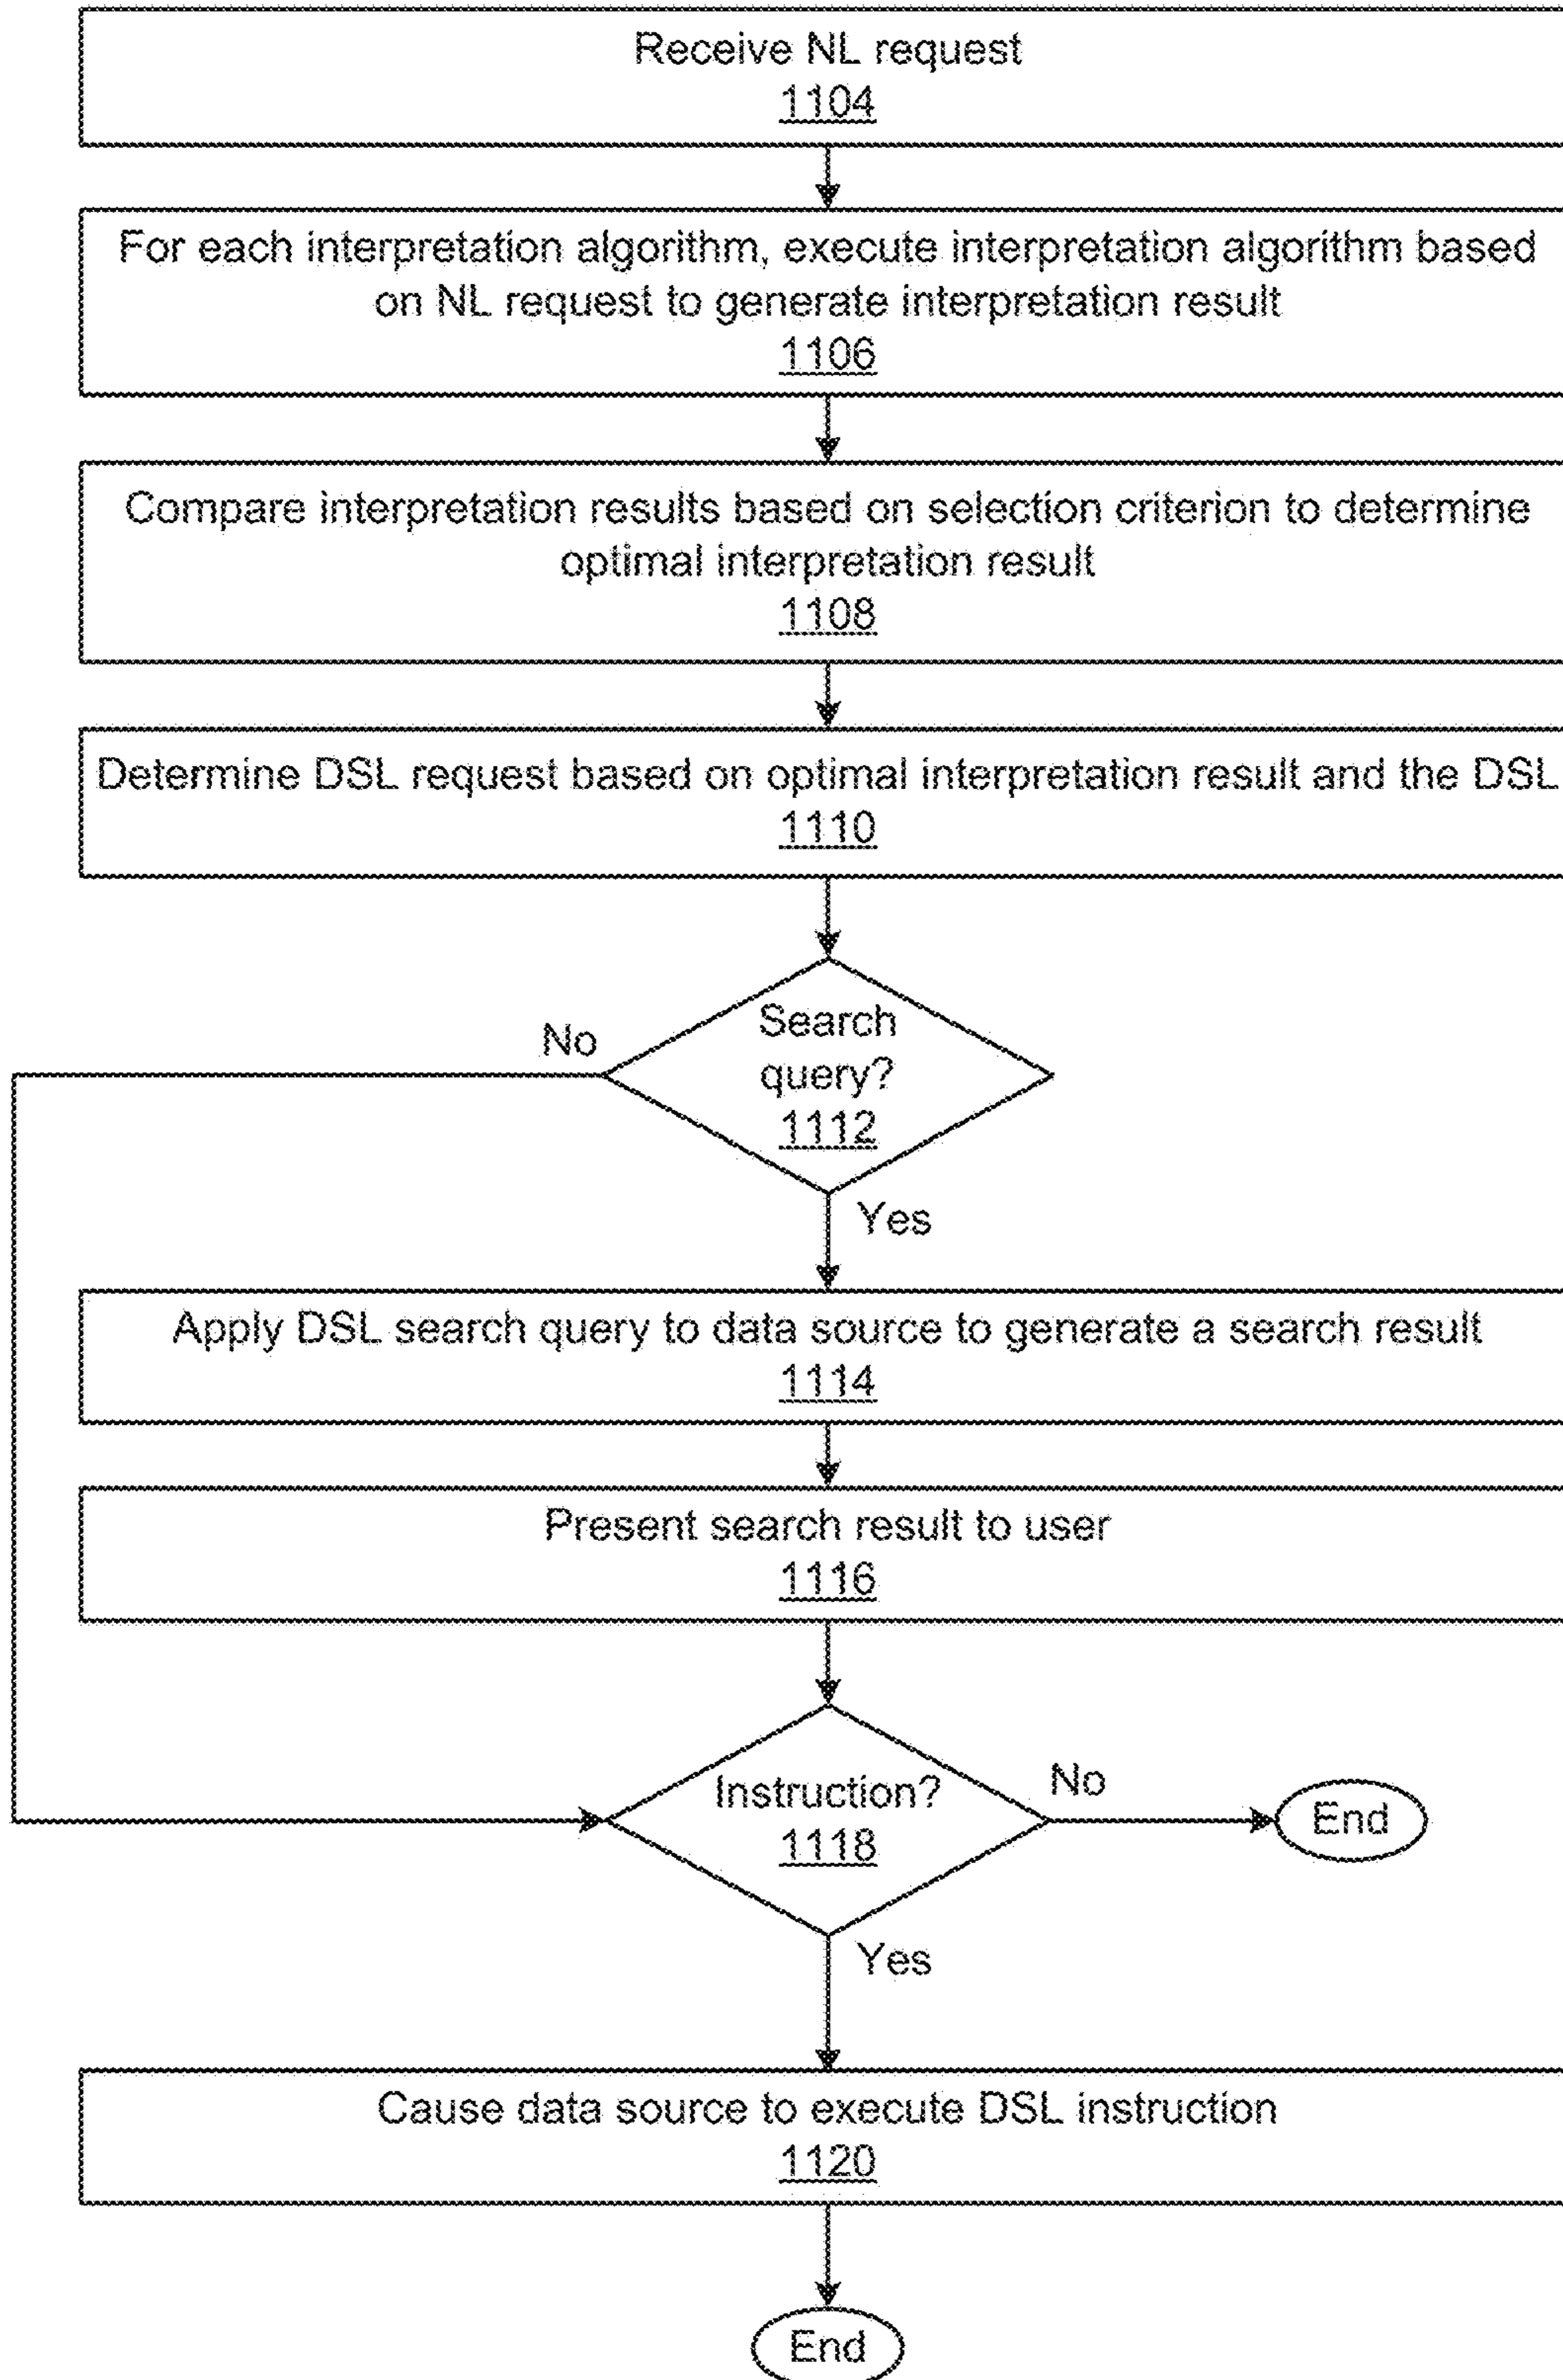 Receive NL request
1104
For each interpretation algorithm, execute interpretation algorithm based
on NL request to generate interpretation result
1106
Compare interpretation results based on selection criterion to determine
optimal interpretation result
1108
Determine DSL request based on optimal interpretation result and the DSL
1110
No
Search
query?
1112
Yes
Apply DSL search query to data source to generate a search result
1114
Present search result to user
1116
Instruction?
1118
No
End
Yes
Cause data source to execute DSL instruction
1120
End